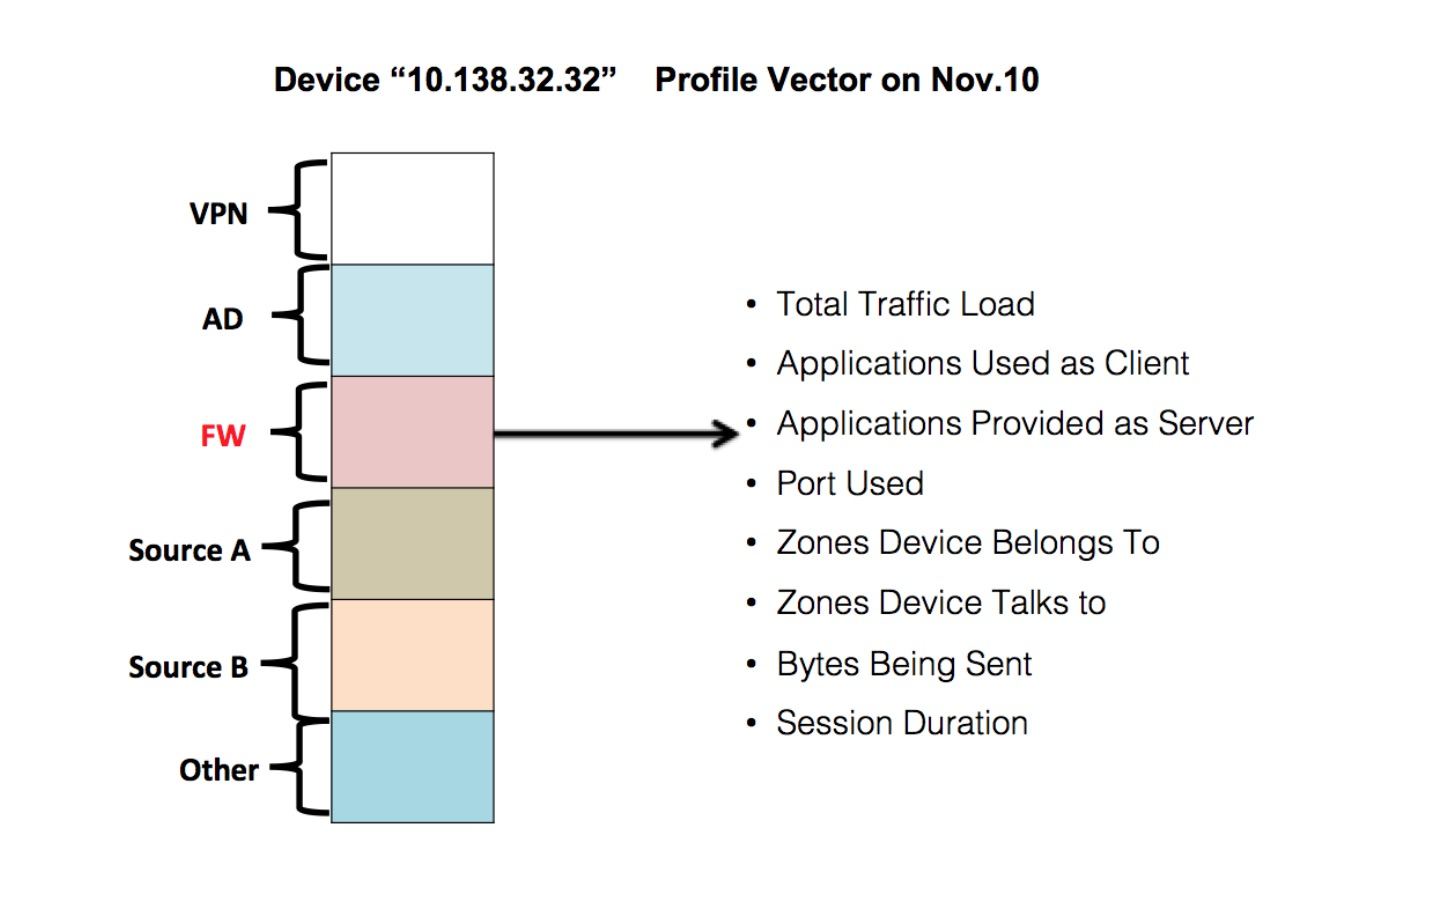 Device “10.138.32.32” Profile Vector on Nov.10
VPN
AD
FW
Source A
Source B
Other
• Total Traffic Load
• Applications Used as Client
• Applications Provided as Server
• Port Used
• Zones Device Belongs To
• Zones Device Talks to
• Bytes Being Sent
• Session Duration